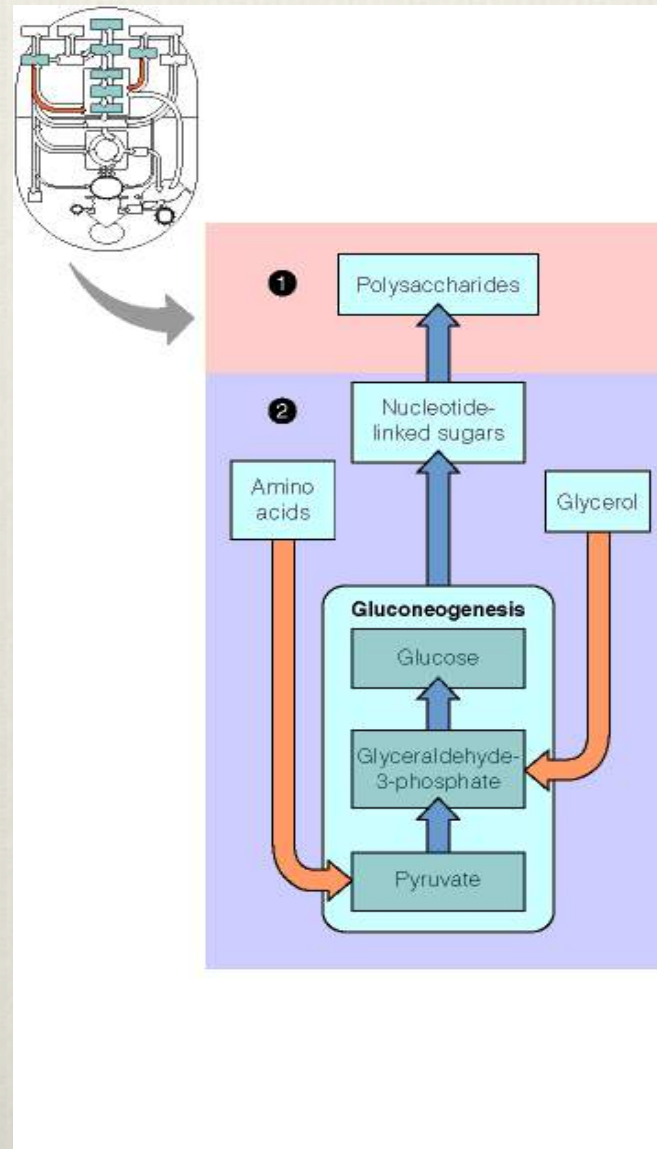 1
Polysaccharides
2
Nucleotide-
linked sugars
Amino
acids
Glycerol
Gluconeogenesis
Glucose
Glyceraldehyde-
3-phosphate
Pyruvate